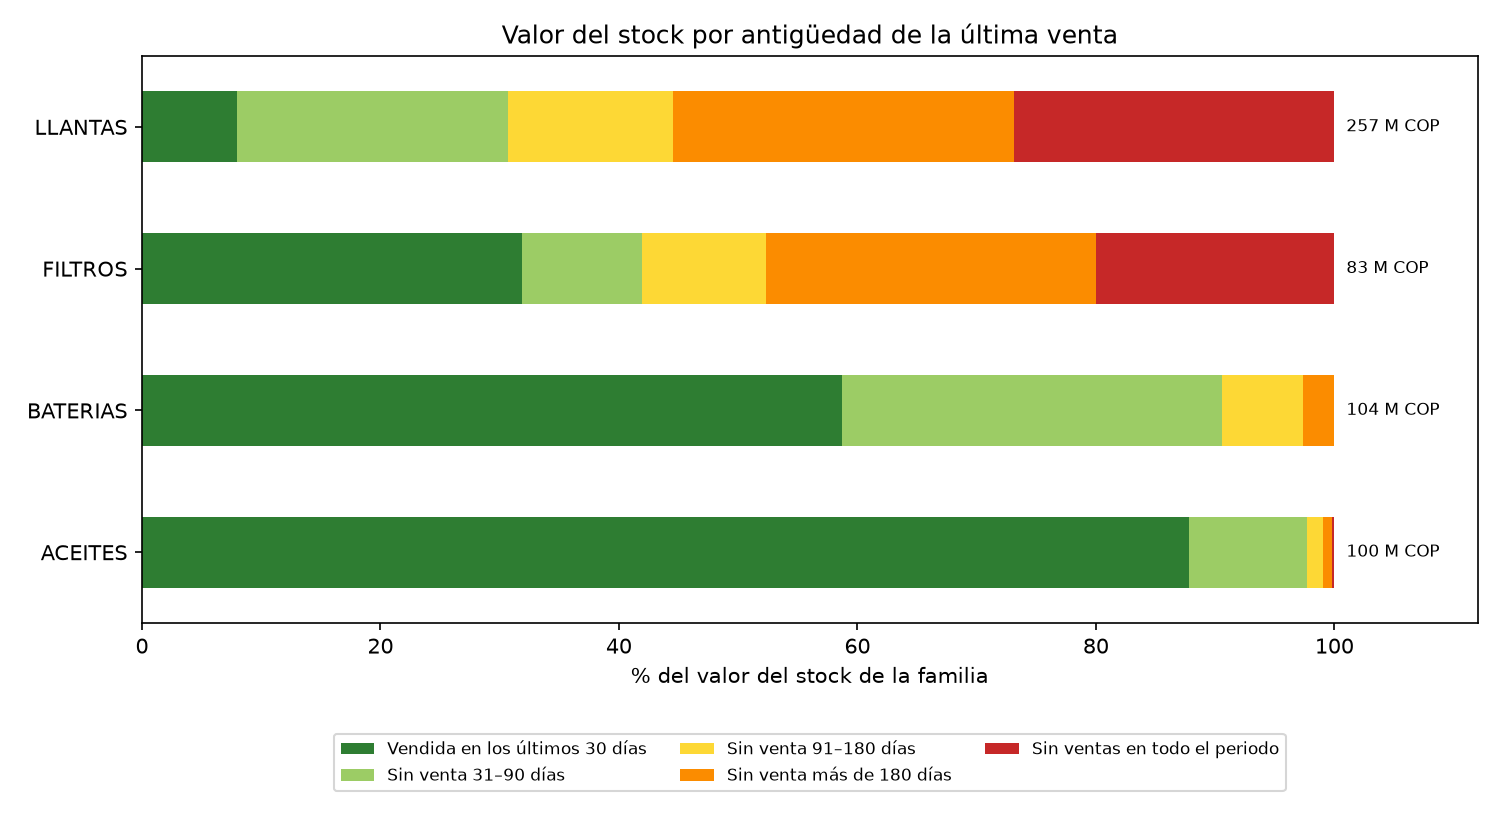 Valor del stock por antigüedad de la última venta
LLANTAS
257 M COP
FILTROS
83 M COP
BATERIAS
104 M COP
ACEITES
100 M COP
0 20 40 60 80 100
% del valor del stock de la familia
Vendida en los últimos 30 días
Sin venta 31–90 días
Sin venta 91–180 días
Sin venta más de 180 días
Sin ventas en todo el periodo